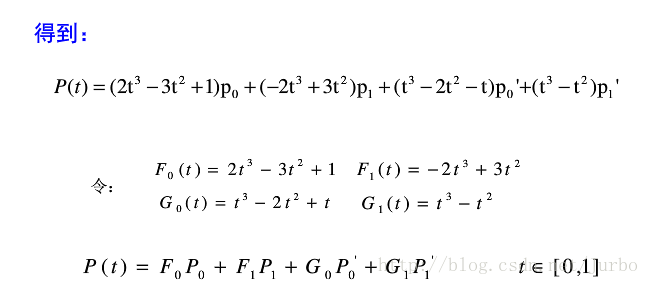 得到：
P(t) = (2t³ − 3t² + 1)p₀ + (−2t³ + 3t²)p₁ + (t³ − 2t² − t)p₀' + (t³ − t²)p₁'
F₀(t) = 2t³ − 3t² + 1 F₁(t) = −2t³ + 3t²
令：
G₀(t) = t³ − 2t² + t G₁(t) = t³ − t²
P(t) = F₀P₀ + F₁P₁ + G₀P₀' + G₁P₁' t ∈ [0,1]